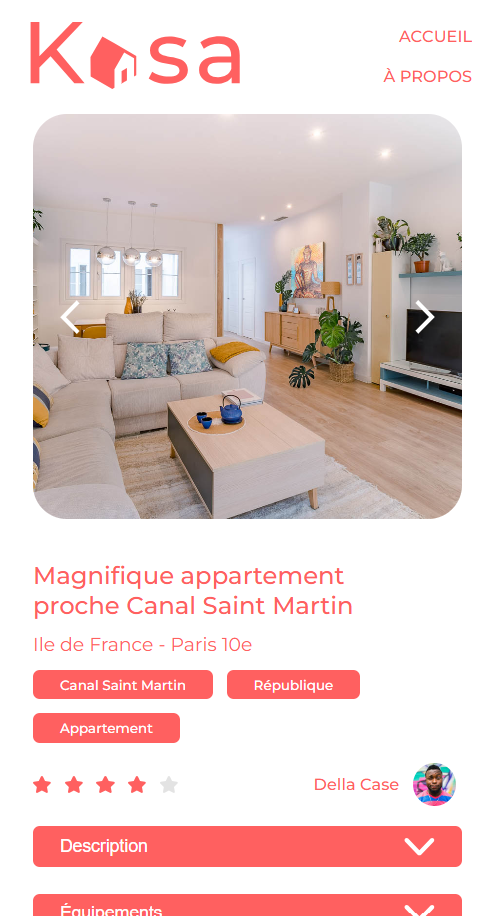 Kasa
ACCUEIL
À PROPOS
Magnifique appartement
proche Canal Saint Martin
Ile de France - Paris 10e
Canal Saint Martin
République
Appartement
Della Case
Description
Équipements